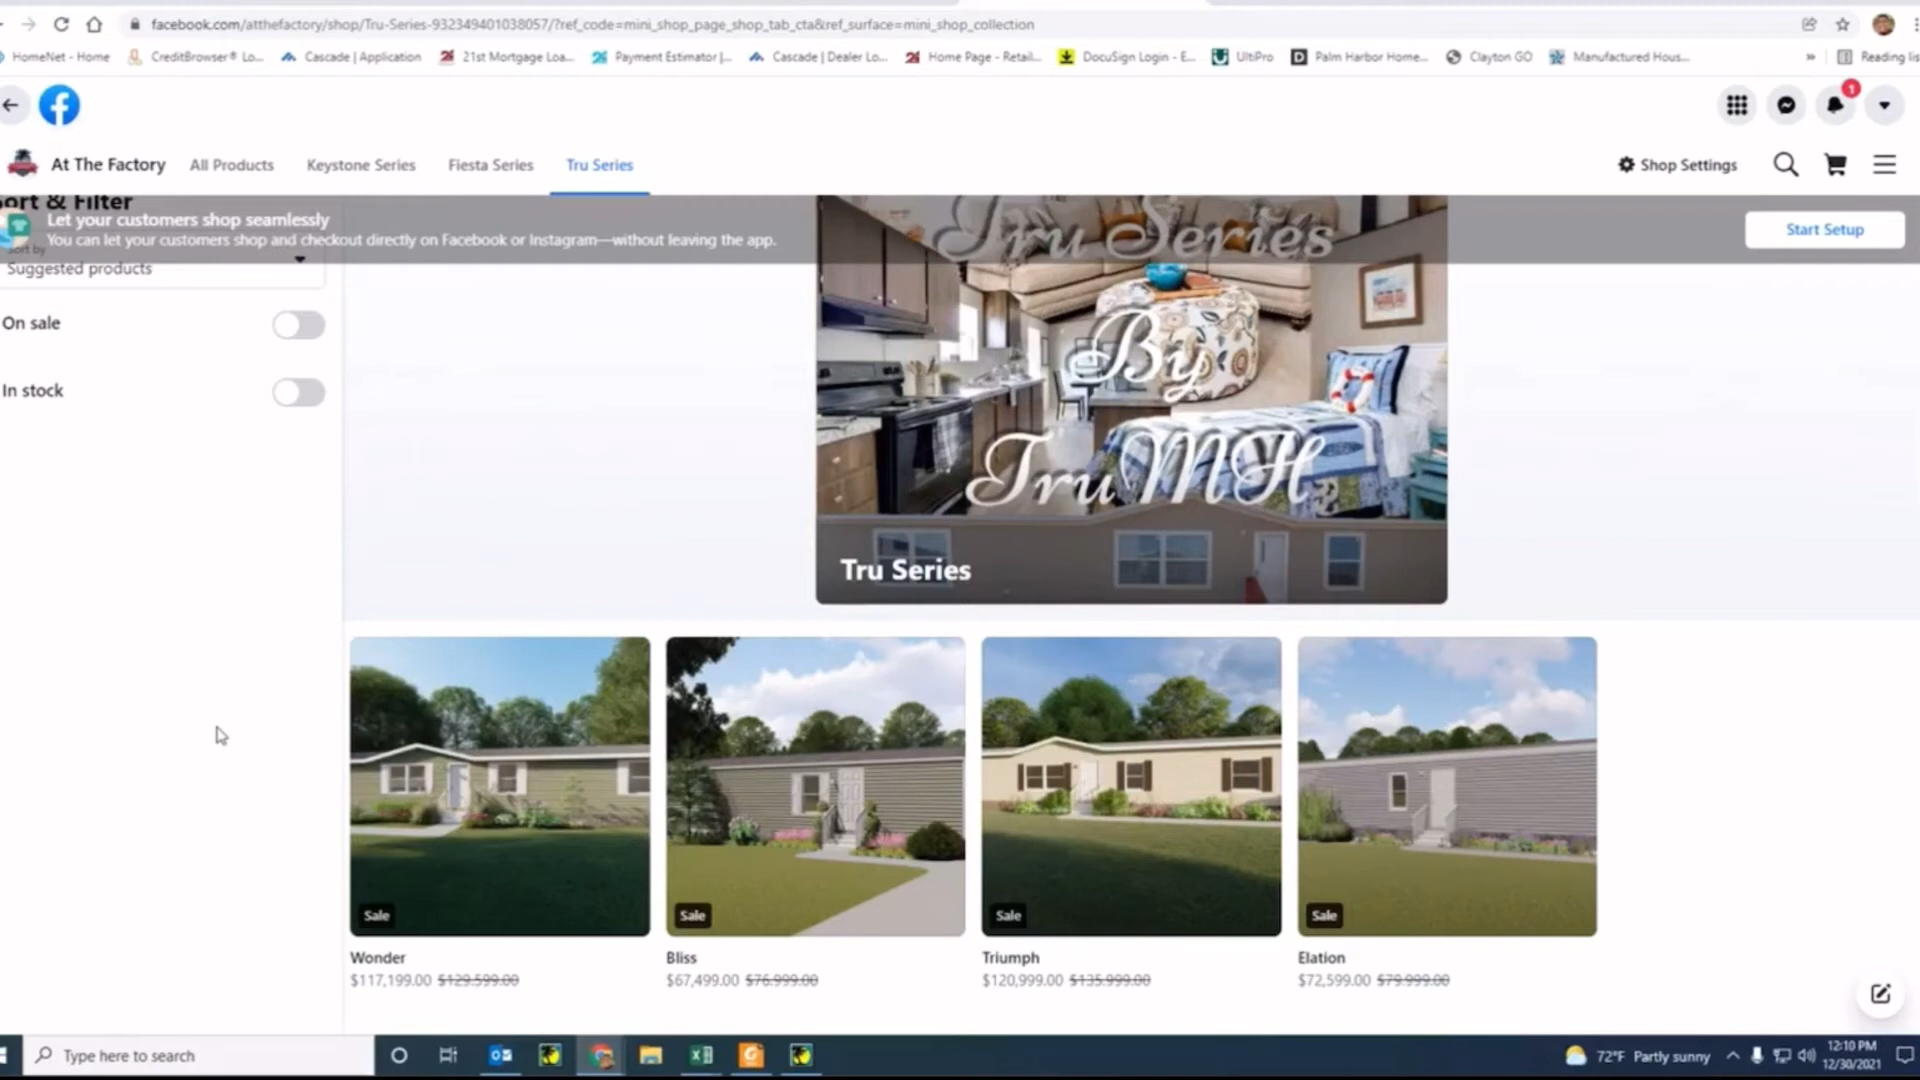 facebook.com/atthefactory/shop/Tru-Series-932349401038057/?ref_code=mini_shop_page_shop_tab_cta&ref_surface=mini_shop_collection
HomeNet - Home CreditBrowser® Lo... Cascade | Application 21st Mortgage Loa... Payment Estimator |... Cascade | Dealer Lo... Home Page - Retail... DocuSign Login - E... UltiPro Palm Harbor Home... Clayton GO Manufactured Hous... » Reading lis
1
At The Factory All Products Keystone Series Fiesta Series Tru Series Shop Settings
ort & Filter
Let your customers shop seamlessly
You can let your customers shop and checkout directly on Facebook or Instagram—without leaving the app.
Start Setup
Sort by
Suggested products
On sale
In stock
Tru Series
By
TruMH
Tru Series
Sale Sale Sale Sale
Wonder Bliss Triumph Elation
$117,199.00 $129,599.00 $67,499.00 $76,999.00 $120,999.00 $135,999.00 $72,599.00 $79,999.00
Type here to search
72°F Partly sunny
12:10 PM
12/30/2021